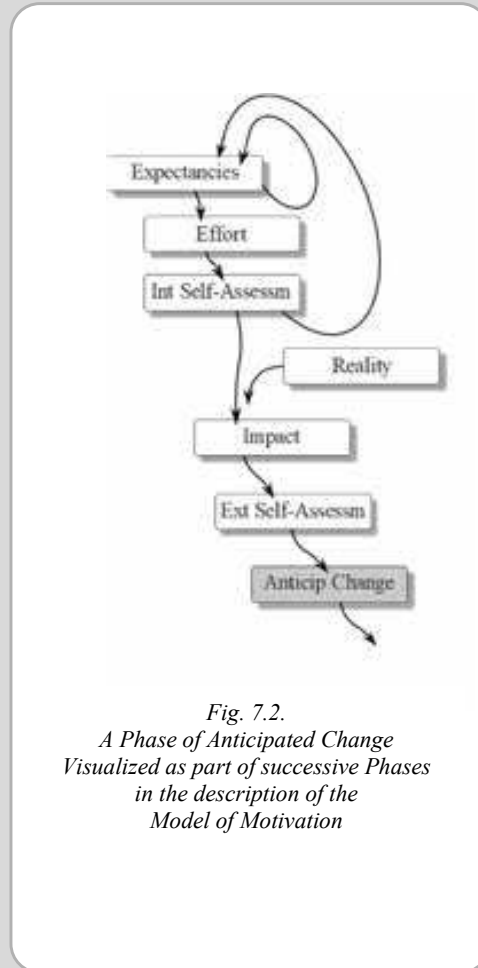 Expectancies
Effort
Int Self-Assessm
Reality
Impact
Ext Self-Assessm
Anticip Change
Fig. 7.2.
A Phase of Anticipated Change
Visualized as part of successive Phases
in the description of the
Model of Motivation